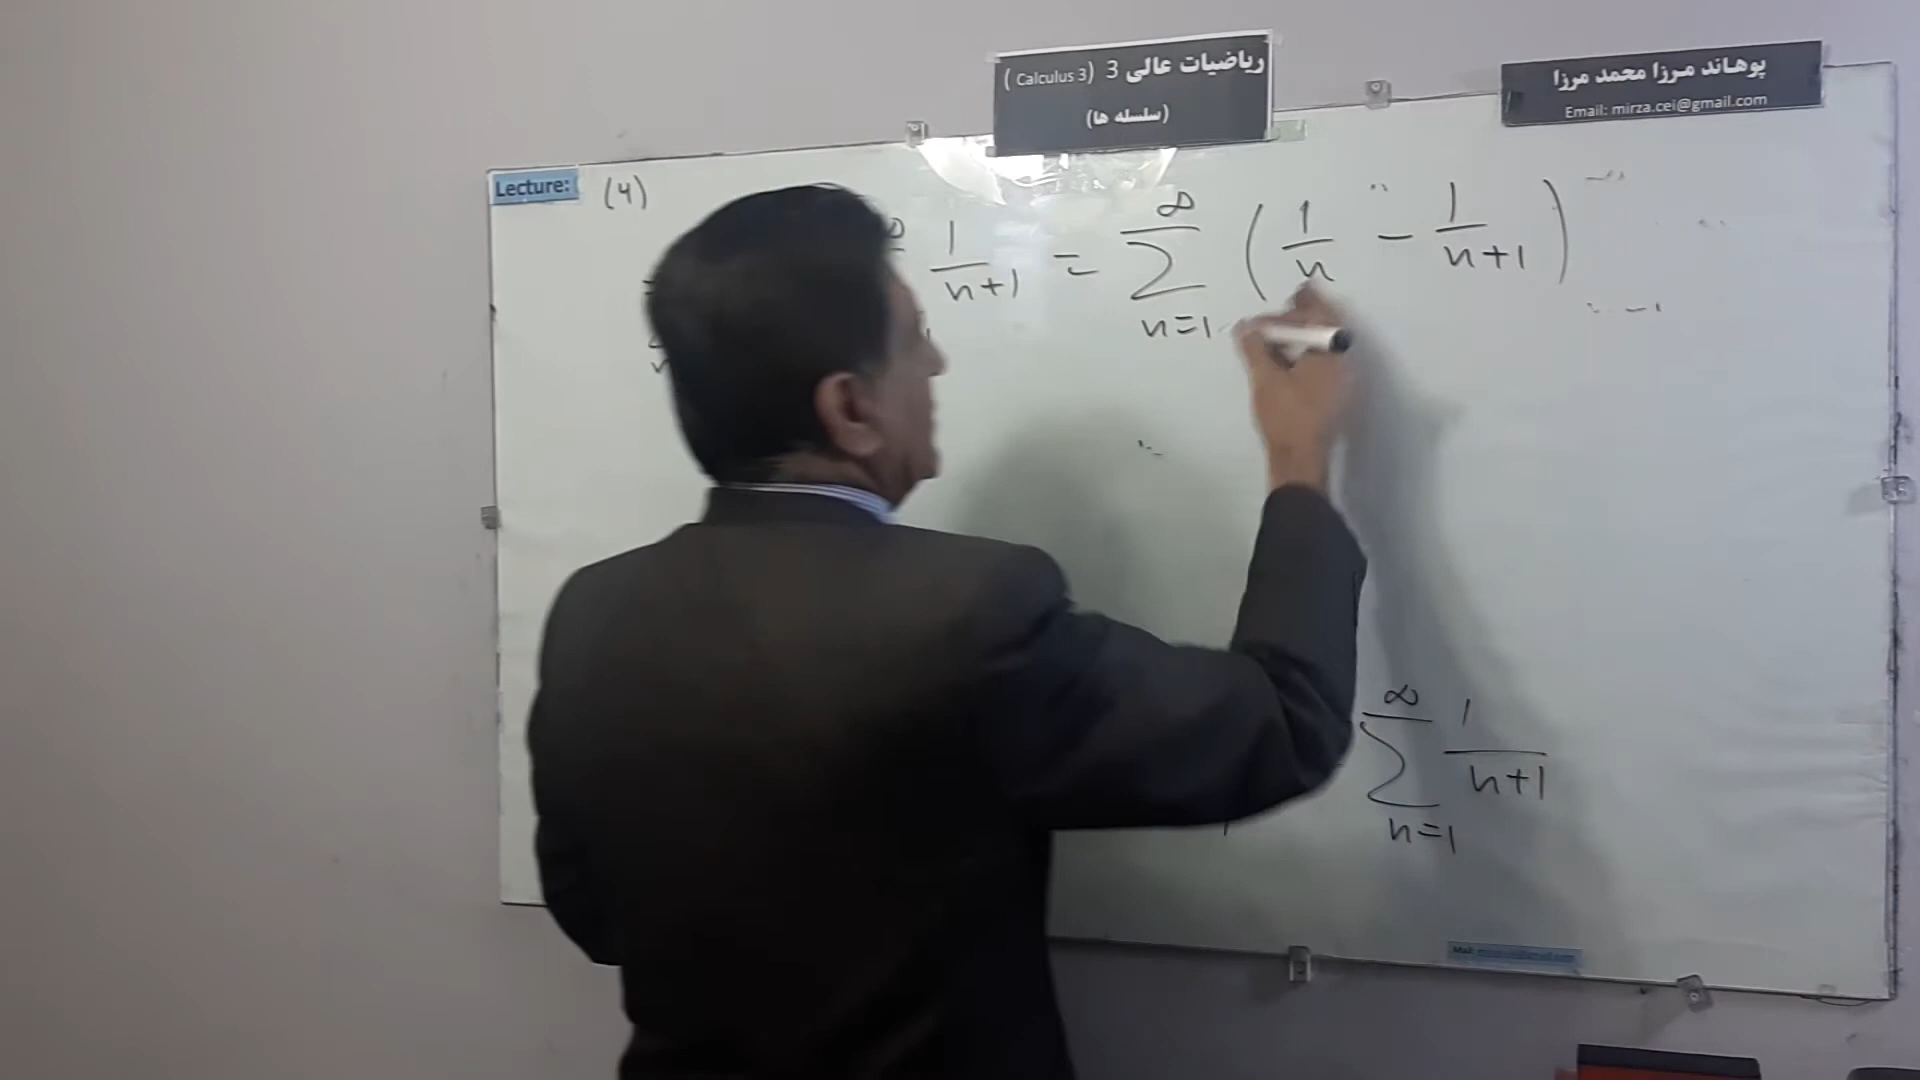 ریاضیات عالی 3 (Calculus 3)
(سلسله ها)
پوهاند مرزا محمد مرزا
Email: mirza.cei@gmail.com
Lecture: (4)
1/(n+1) = ∑ n=1 ∞ (1/n - 1/(n+1))
∑ n=1 ∞ 1/(n+1)